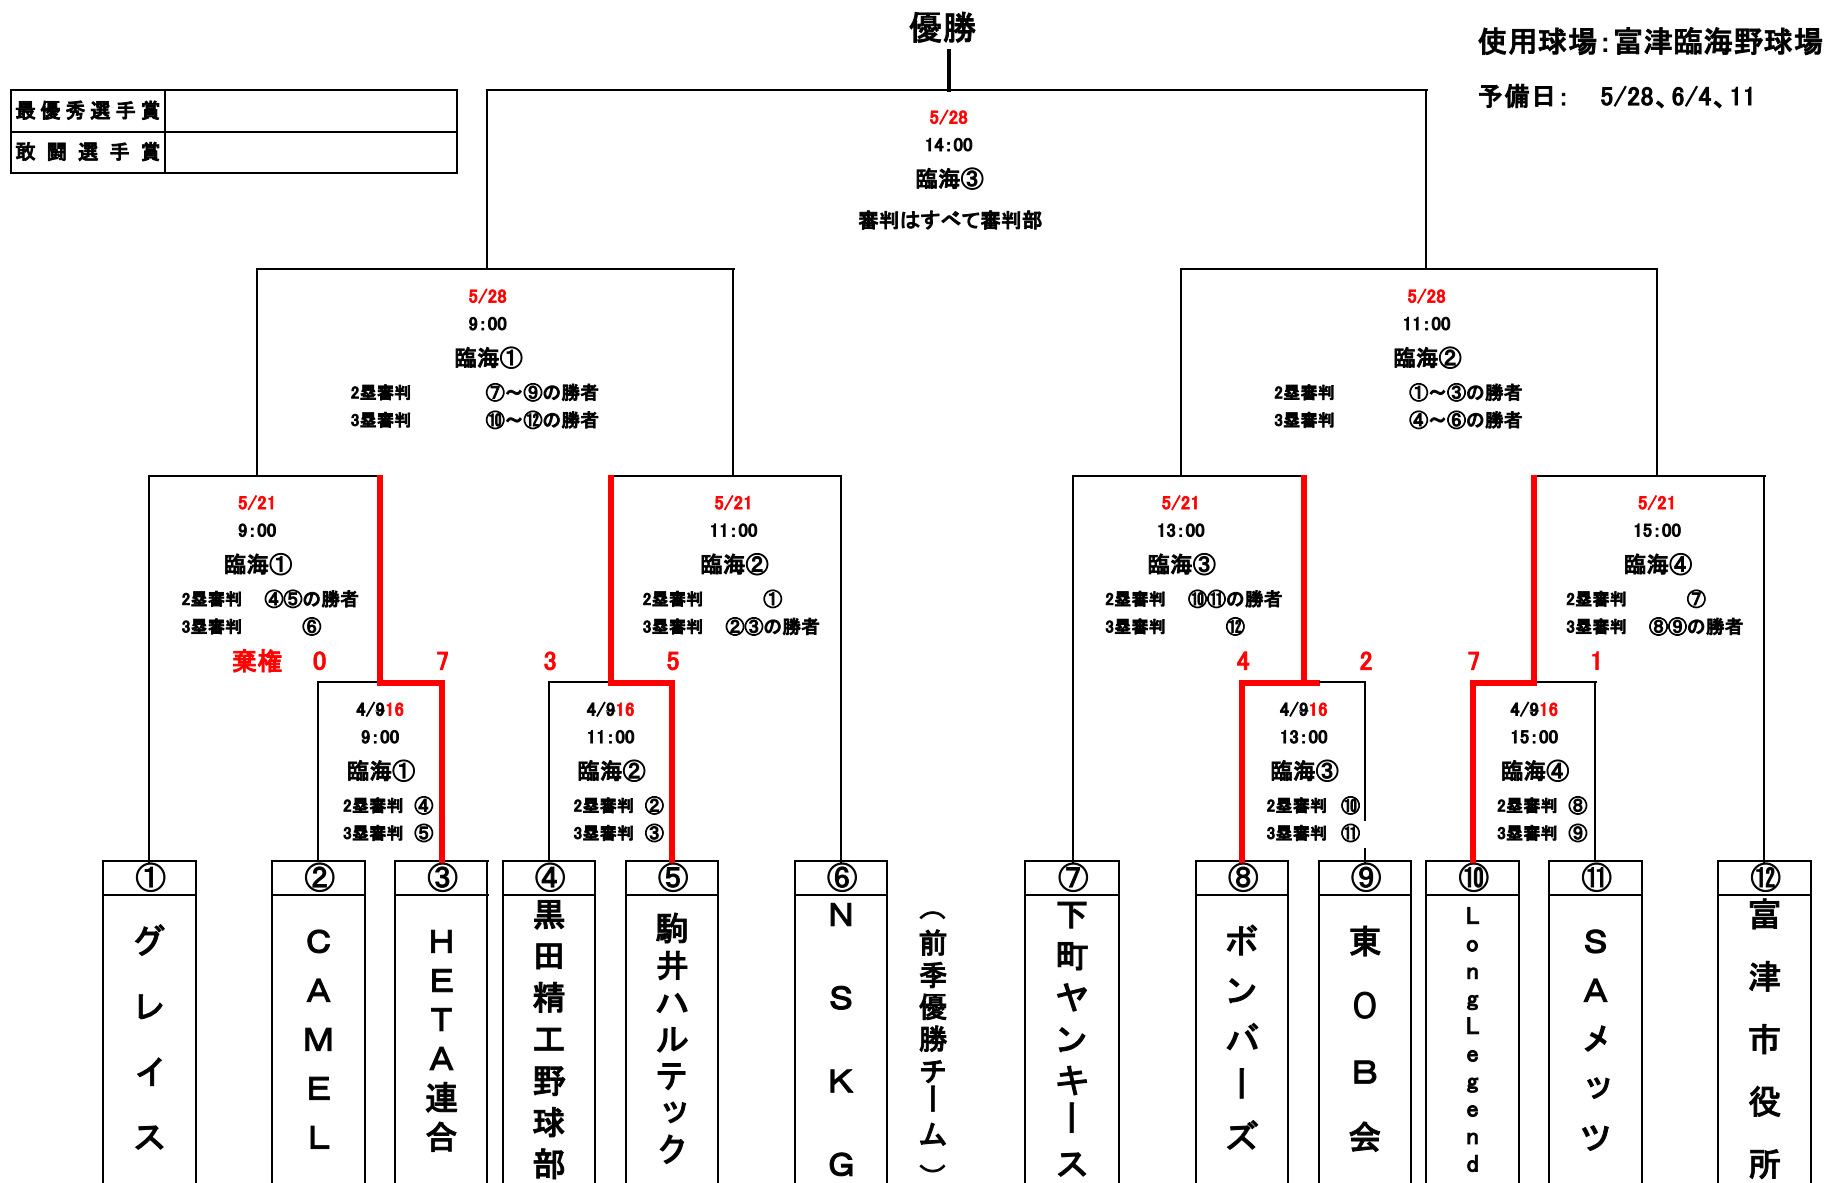 優勝
使用球場：富津臨海野球場
予備日：　5/28、6/4、11
最優秀選手賞
敢闘選手賞
5/28
14：00
臨海③
審判はすべて審判部
5/28
9：00
臨海①
2塁審判　⑦～⑨の勝者
3塁審判　⑩～⑫の勝者
5/28
11：00
臨海②
2塁審判　①～③の勝者
3塁審判　④～⑥の勝者
5/21
9：00
臨海①
2塁審判　④⑤の勝者
3塁審判　⑥
5/21
11：00
臨海②
2塁審判　①
3塁審判　②③の勝者
5/21
13：00
臨海③
2塁審判　⑩⑪の勝者
3塁審判　⑫
5/21
15：00
臨海④
2塁審判　⑦
3塁審判　⑧⑨の勝者
棄権　0　7　3　5　4　2　7　1
4/916
9：00
臨海①
2塁審判　④
3塁審判　⑤
4/916
11：00
臨海②
2塁審判　②
3塁審判　③
4/916
13：00
臨海③
2塁審判　⑩
3塁審判　⑪
4/916
15：00
臨海④
2塁審判　⑧
3塁審判　⑨
①
グレイス
②
ＣＡＭＥＬ
③
ＨＥＴＡ連合
④
黒田精工野球部
⑤
駒井ハルテック
⑥
ＮＳＫＧ
（前季優勝チーム）
⑦
下町ヤンキース
⑧
ボンバーズ
⑨
東ＯＢ会
⑩
ＬｏｎｇＬｅｇｅｎｄ
⑪
ＳＡメッツ
⑫
富津市役所